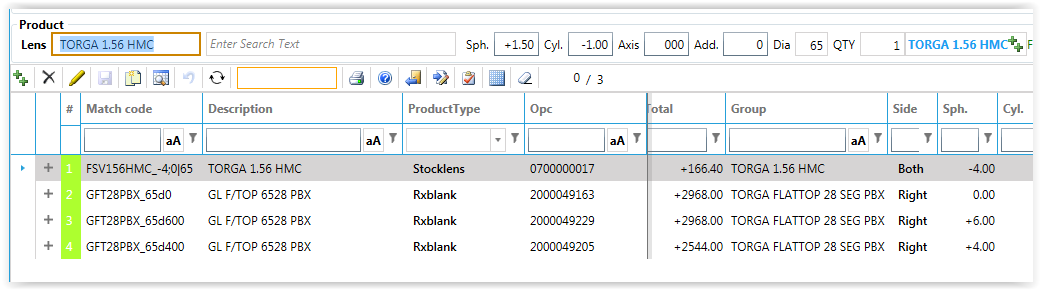 Product
Lens TORGA 1.56 HMC Enter Search Text Sph. +1.50 Cyl. -1.00 Axis 000 Add. 0 Dia 65 QTY 1 TORGA 1.56 HMC
0 / 3
# Match code Description ProductType Opc Total Group Side Sph. Cyl.
aA aA aA aA
1 FSV156HMC_-4;0|65 TORGA 1.56 HMC Stocklens 0700000017 +166.40 TORGA 1.56 HMC Both -4.00
2 GFT28PBX_65d0 GL F/TOP 6528 PBX Rxblank 2000049163 +2968.00 TORGA FLATTOP 28 SEG PBX Right 0.00
3 GFT28PBX_65d600 GL F/TOP 6528 PBX Rxblank 2000049229 +2968.00 TORGA FLATTOP 28 SEG PBX Right +6.00
4 GFT28PBX_65d400 GL F/TOP 6528 PBX Rxblank 2000049205 +2544.00 TORGA FLATTOP 28 SEG PBX Right +4.00